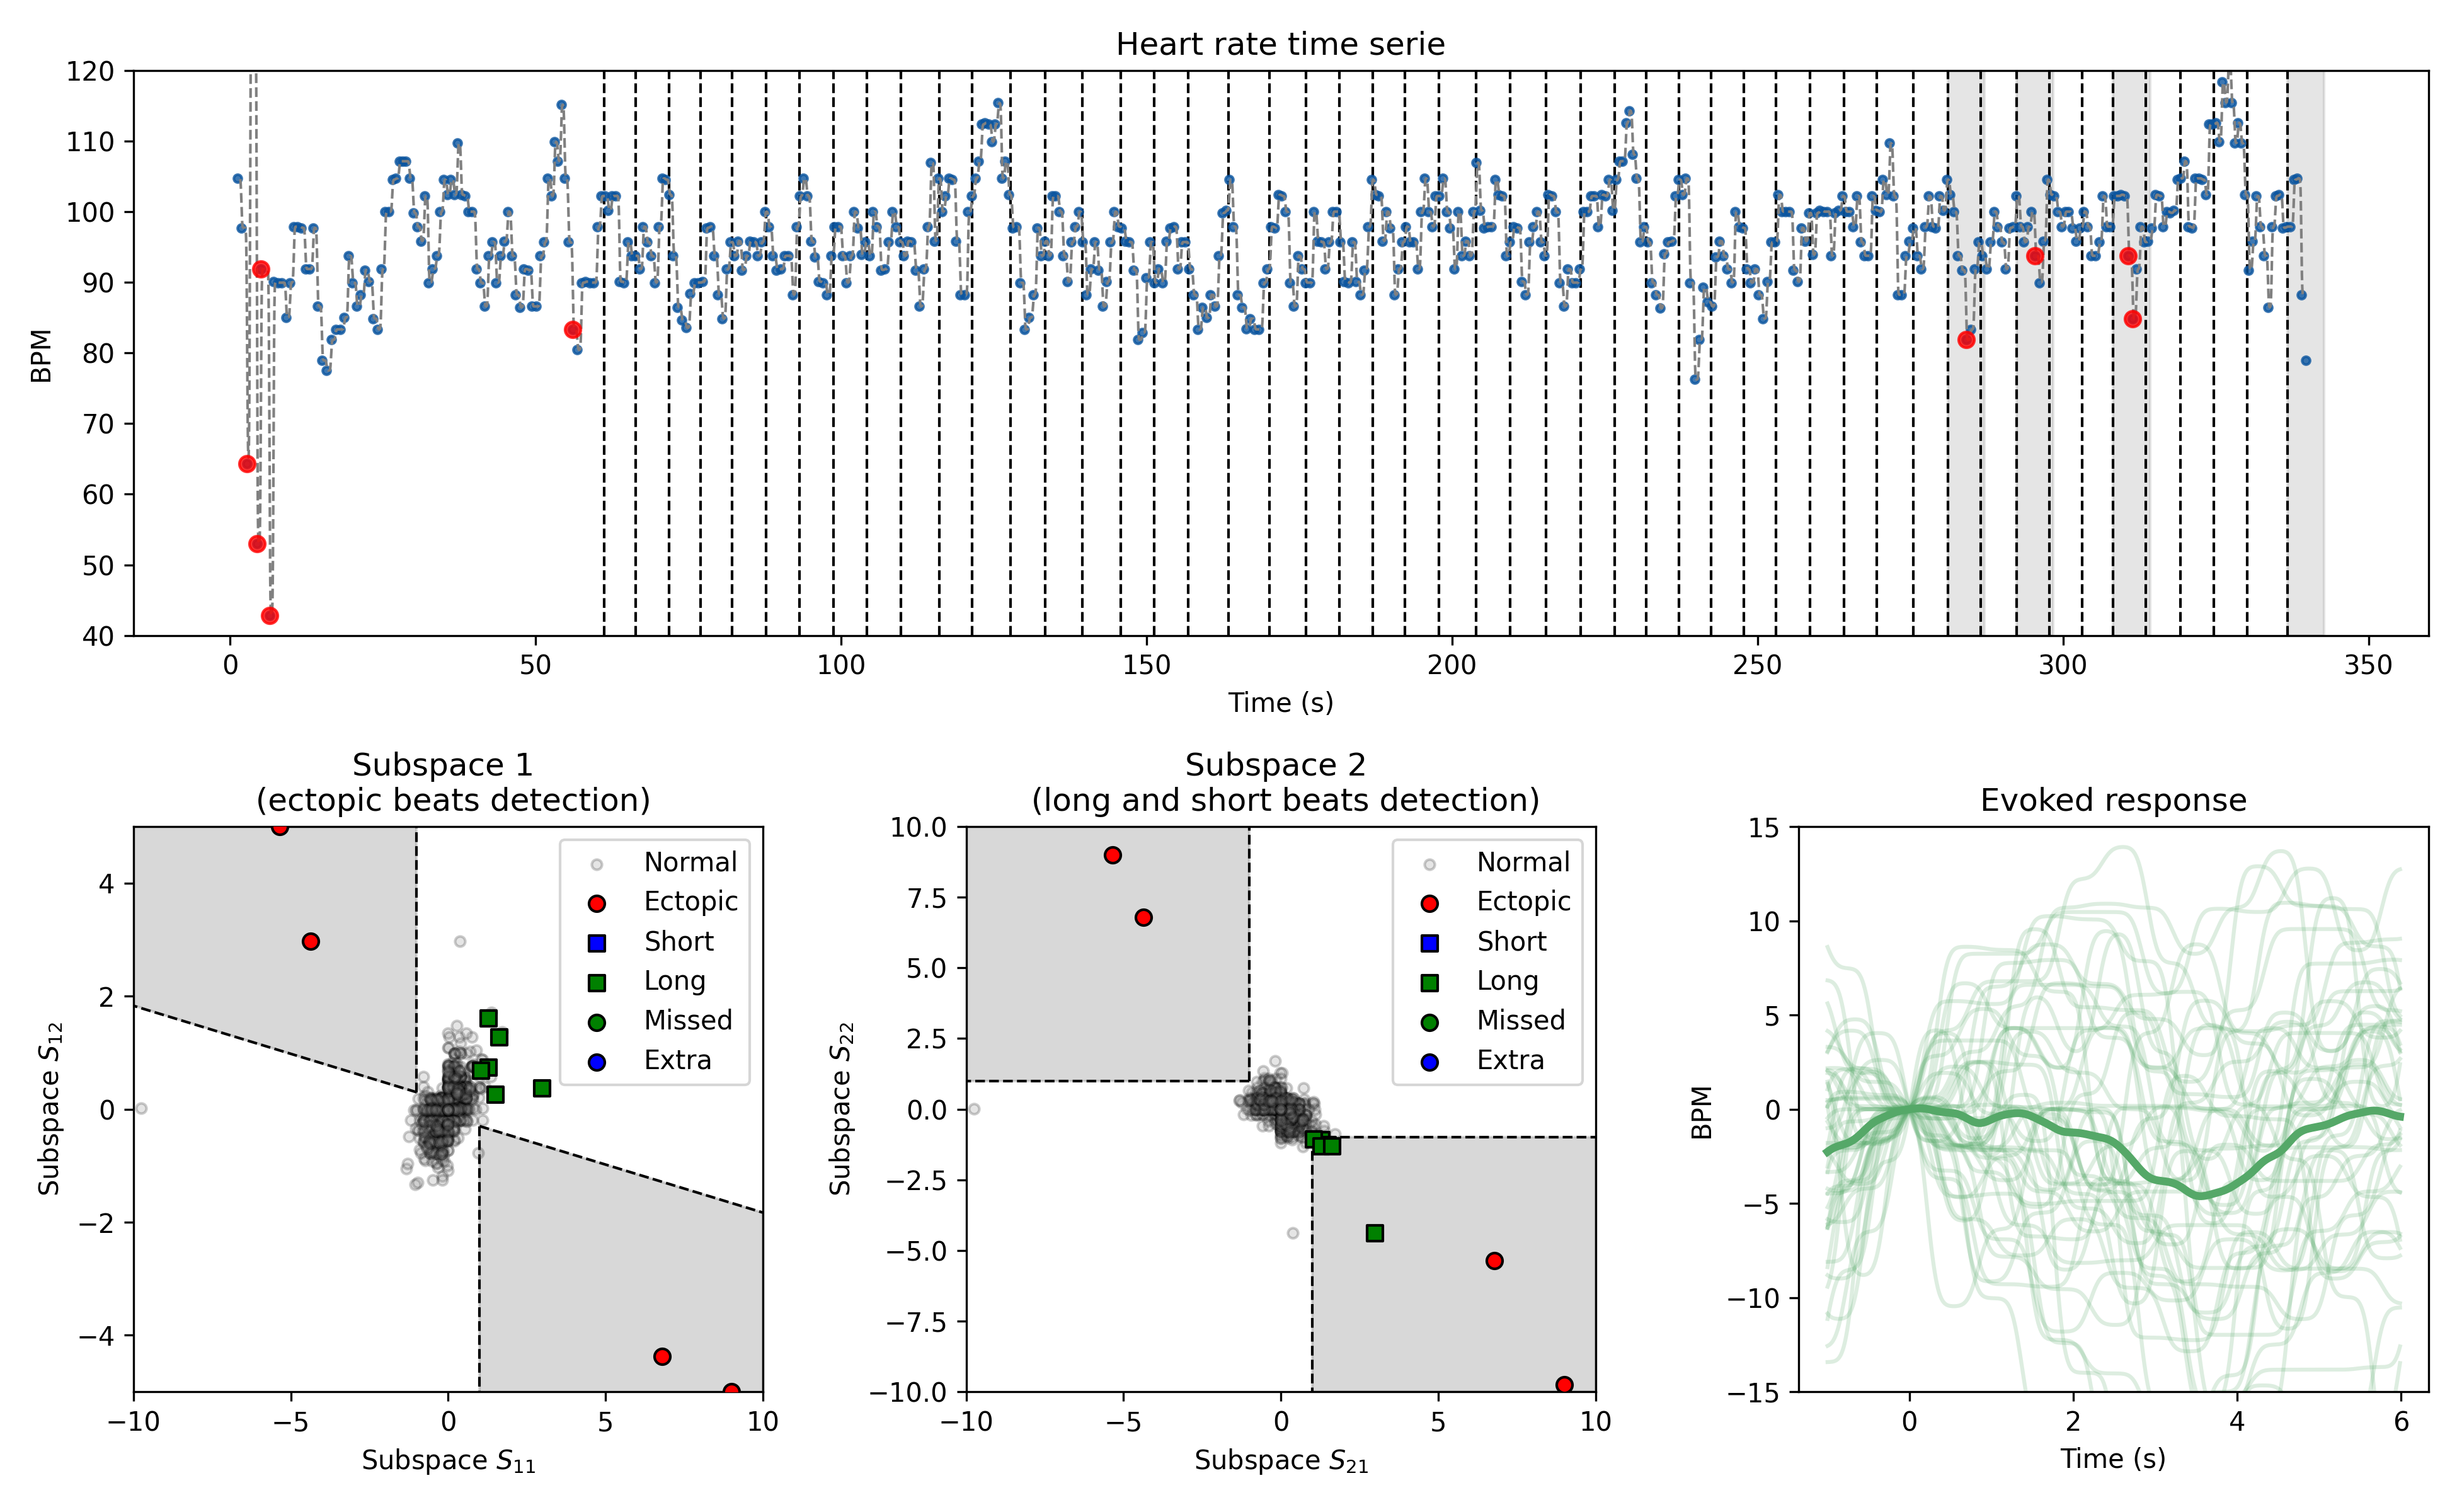 Heart rate time serie
120
110
100
90
80
70
60
50
40
BPM
0 50 100 150 200 250 300 350
Time (s)
Subspace 1
(ectopic beats detection)
4
2
0
−2
−4
Subspace S₁₂
Normal
Ectopic
Short
Long
Missed
Extra
−10 −5 0 5 10
Subspace S₁₁
Subspace 2
(long and short beats detection)
10.0
7.5
5.0
2.5
0.0
−2.5
−5.0
−7.5
−10.0
Subspace S₂₂
Normal
Ectopic
Short
Long
Missed
Extra
−10 −5 0 5 10
Subspace S₂₁
Evoked response
15
10
5
0
−5
−10
−15
BPM
0 2 4 6
Time (s)